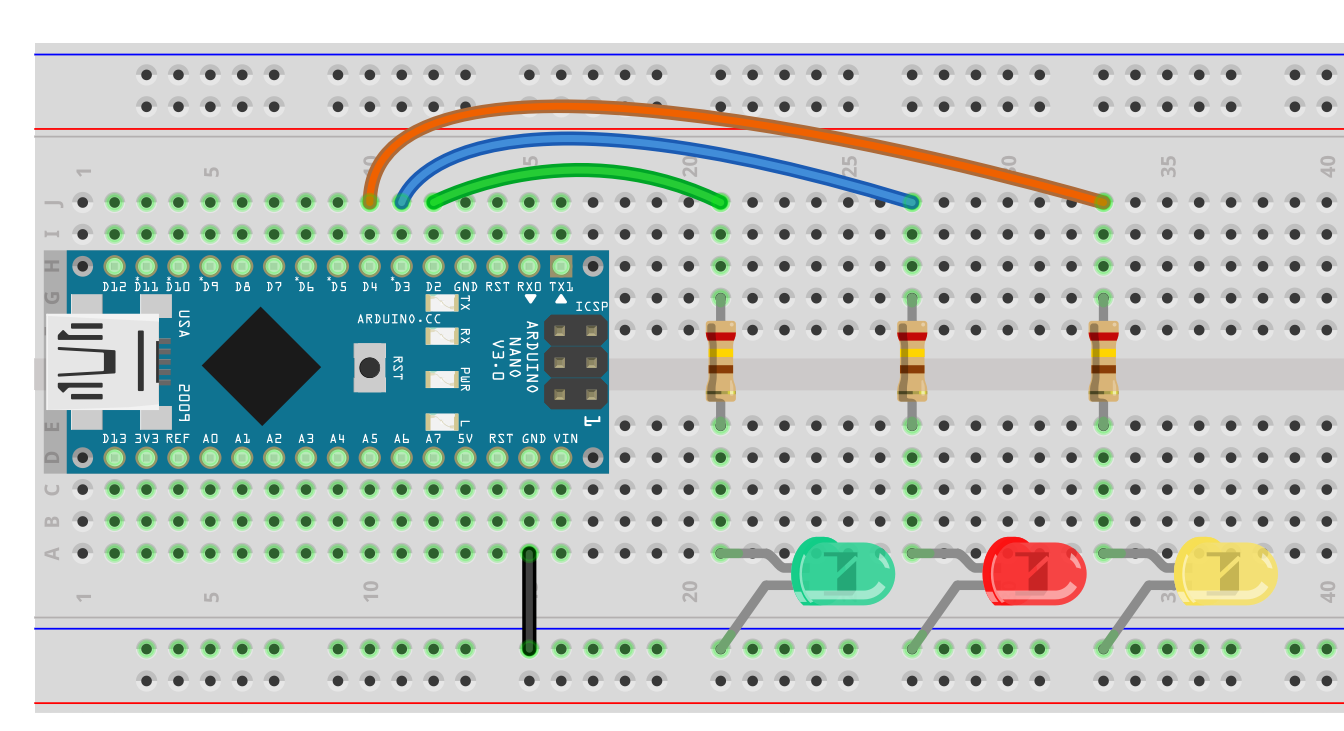 1 5 10 15 20 25 30 35 40
J
I
H
D12 *D11 *D10 *D9 D8 D7 *D6 *D5 D4 *D3 D2 GND RST RX0 TX1
G
TX
ICSP
USA
ARDUINO.CC
RX
ARDUINO
NANO
V3.0
RST
PWR
2009
L
1
E
D13 3V3 REF A0 A1 A2 A3 A4 A5 A6 A7 5V RST GND VIN
D
C
B
A
1 5 10 20 35 40